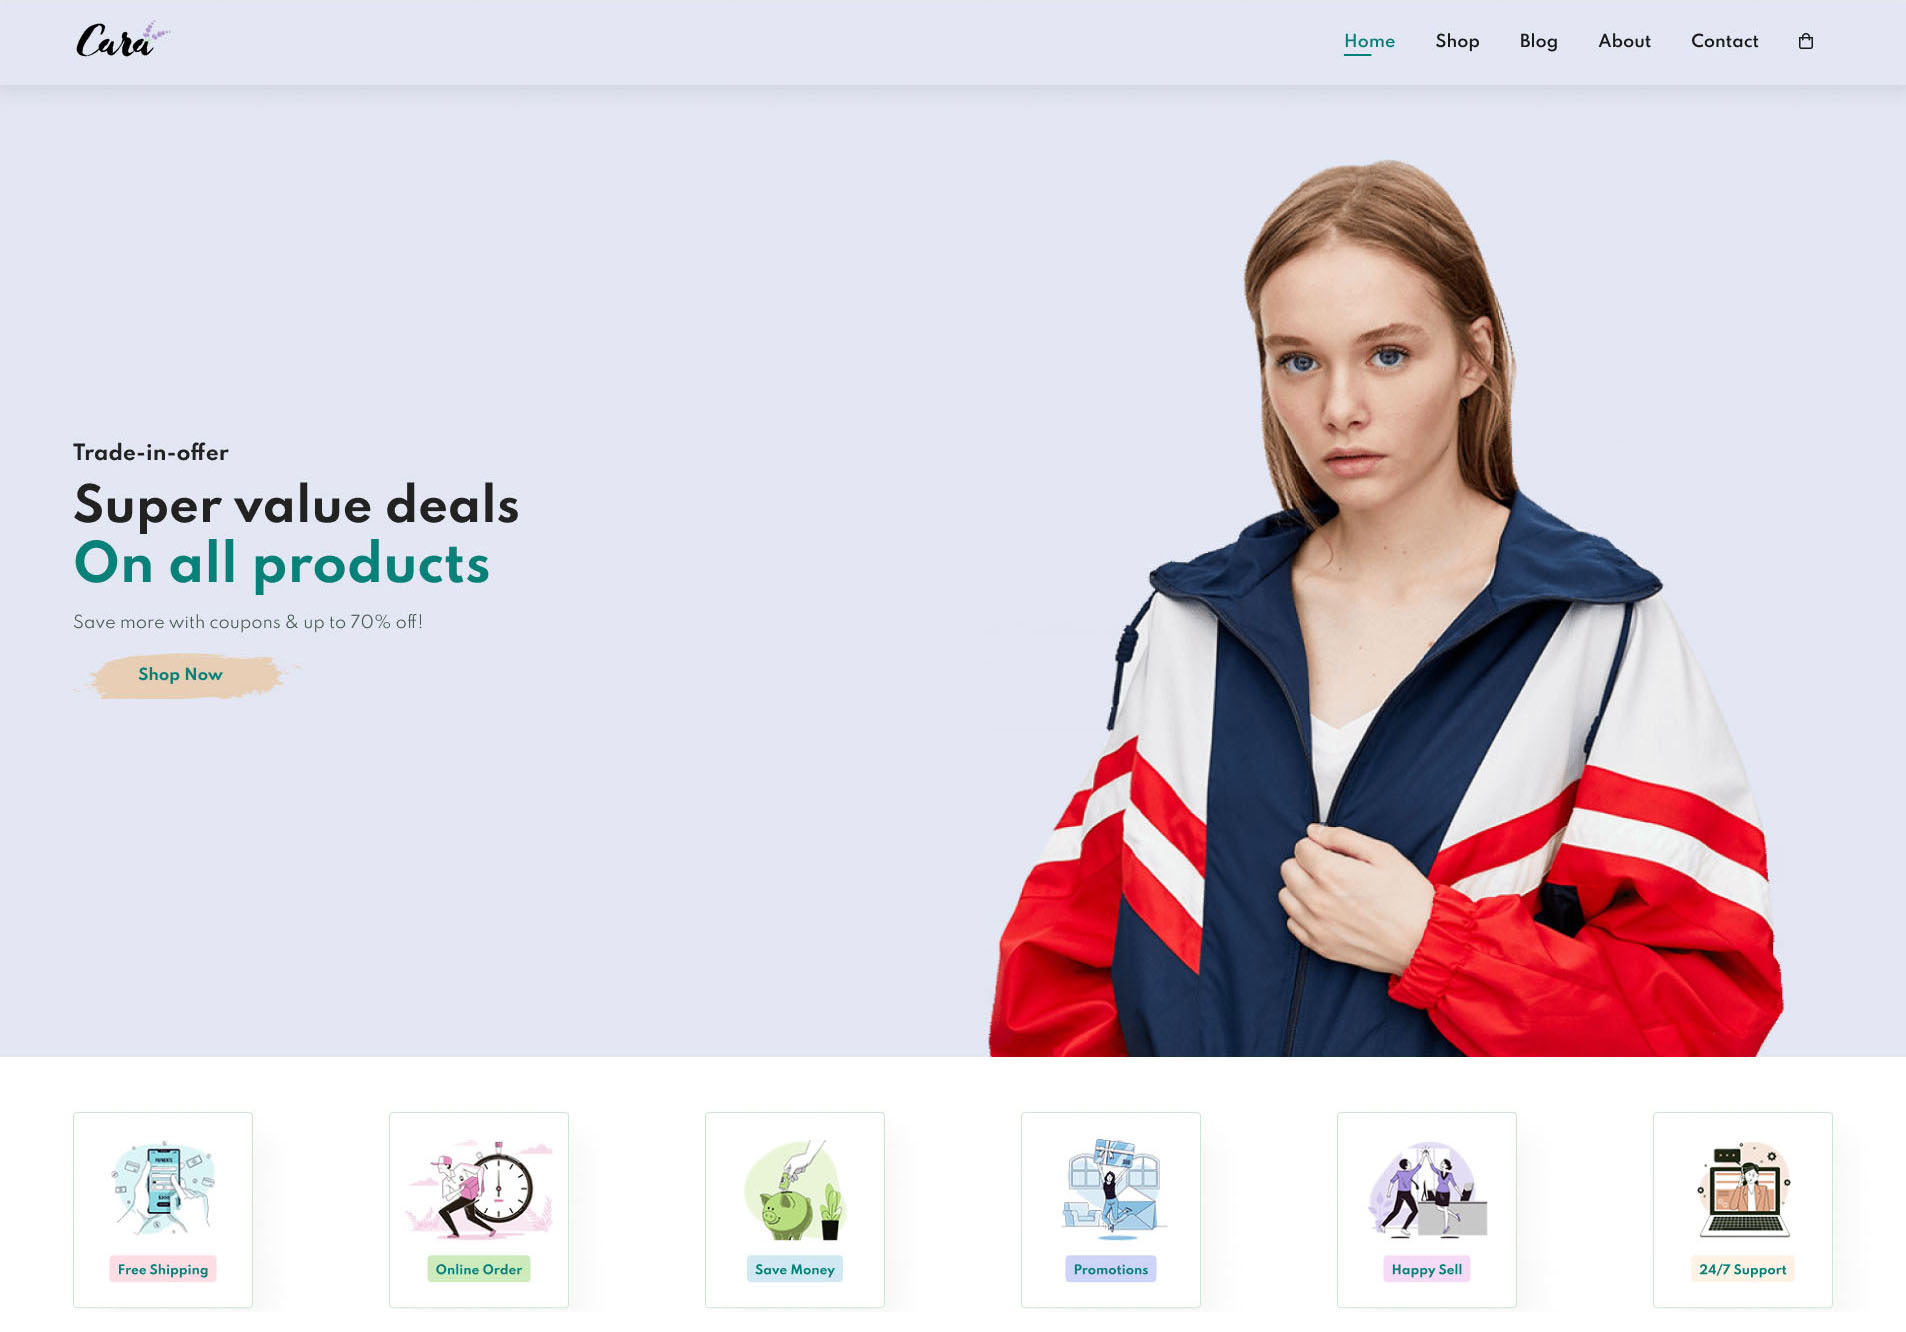 Cara
Home Shop Blog About Contact
Trade-in-offer
Super value deals
On all products
Save more with coupons & up to 70% off!
Shop Now
PAYMENTS
Free Shipping
Online Order
Save Money
Promotions
Happy Sell
24/7 Support